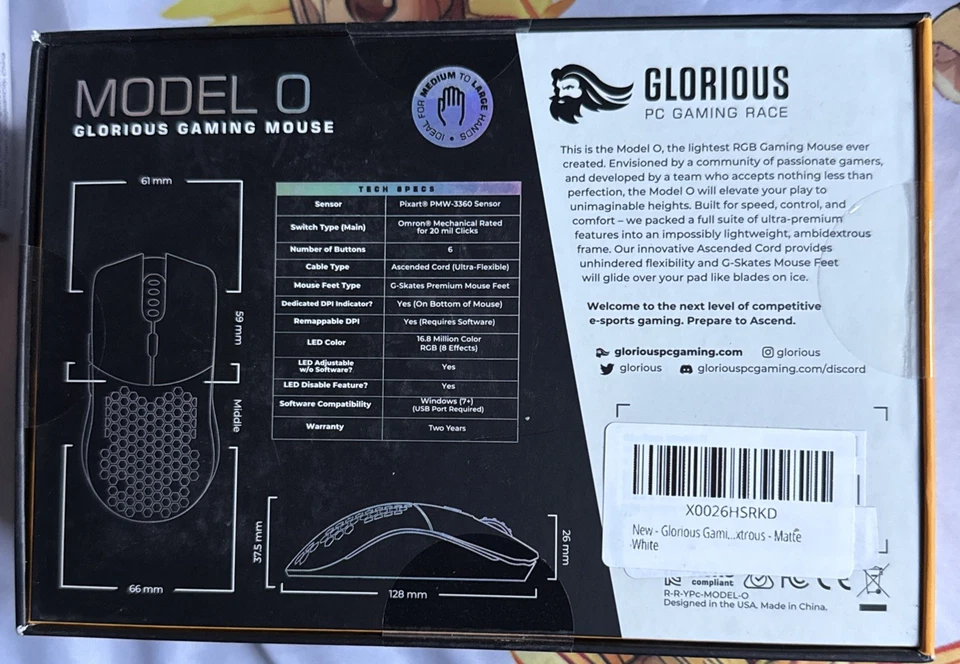 MODEL O
GLORIOUS GAMING MOUSE
IDEAL FOR MEDIUM TO LARGE HANDS
61 mm
59 mm
Middle
66 mm
TECH SPECS
Sensor Pixart® PMW-3360 Sensor
Switch Type (Main) Omron® Mechanical Rated
for 20 mil Clicks
Number of Buttons 6
Cable Type Ascended Cord (Ultra-Flexible)
Mouse Feet Type G-Skates Premium Mouse Feet
Dedicated DPI Indicator? Yes (On Bottom of Mouse)
Remappable DPI Yes (Requires Software)
LED Color 16.8 Million Color
RGB (8 Effects)
LED Adjustable
w/o Software? Yes
LED Disable Feature? Yes
Software Compatibility Windows (7+)
(USB Port Required)
Warranty Two Years
37.5 mm
26 mm
128 mm
GLORIOUS
PC GAMING RACE
This is the Model O, the lightest RGB Gaming Mouse ever
created. Envisioned by a community of passionate gamers,
and developed by a team who accepts nothing less than
perfection, the Model O will elevate your play to
unimaginable heights. Built for speed, control, and
comfort – we packed a full suite of ultra-premium
features into an impossibly lightweight, ambidextrous
frame. Our innovative Ascended Cord provides
unhindered flexibility and G-Skates Mouse Feet
will glide over your pad like blades on ice.
Welcome to the next level of competitive
e-sports gaming. Prepare to Ascend.
gloriouspcgaming.com glorious
glorious gloriouspcgaming.com/discord
X0026HSRKD
New - Glorious Gami...xtrous - Matte
White
compliant
R-R-YPc-MODEL-O
Designed in the USA. Made in China.